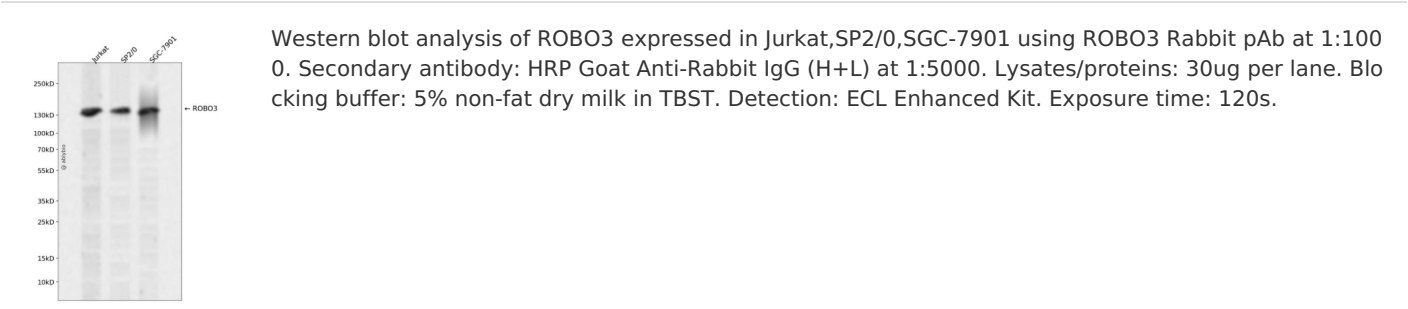 Jurkat
SP2/0
SGC-7901
250kD
130kD
100kD
70kD
55kD
35kD
25kD
15kD
10kD
← ROBO3
Western blot analysis of ROBO3 expressed in Jurkat,SP2/0,SGC-7901 using ROBO3 Rabbit pAb at 1:100
0. Secondary antibody: HRP Goat Anti-Rabbit IgG (H+L) at 1:5000. Lysates/proteins: 30ug per lane. Blo
cking buffer: 5% non-fat dry milk in TBST. Detection: ECL Enhanced Kit. Exposure time: 120s.